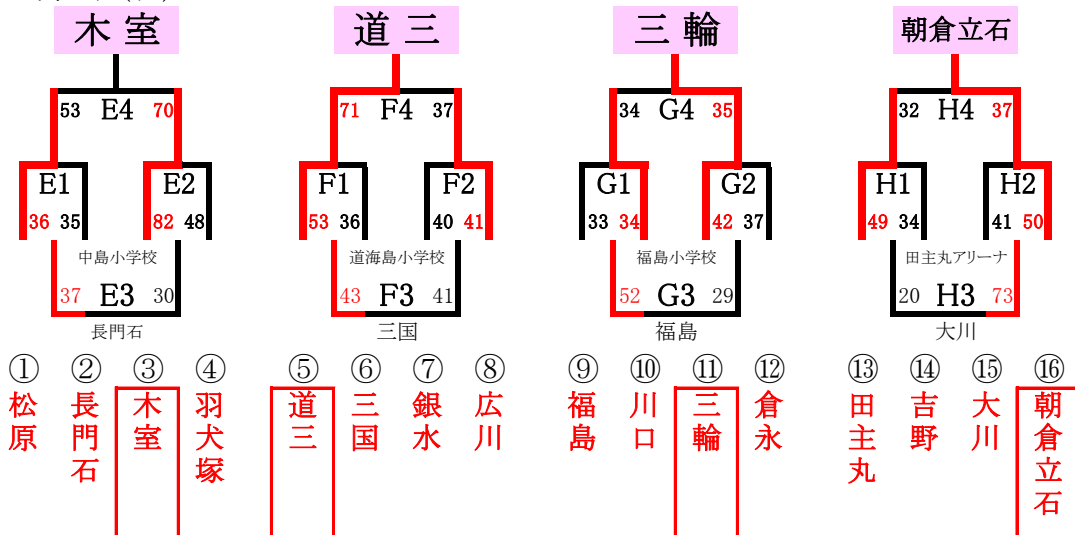 木室 道三 三輪 朝倉立石
53 E4 70 71 F4 37 34 G4 35 32 H4 37
E1 E2 F1 F2 G1 G2 H1 H2
36 35 82 48 53 36 40 41 33 34 42 37 49 34 41 50
中島小学校 道海島小学校 福島小学校 田主丸アリーナ
37 E3 30 43 F3 41 52 G3 29 20 H3 73
長門石 三国 福島 大川
① ② ③ ④ ⑤ ⑥ ⑦ ⑧ ⑨ ⑩ ⑪ ⑫ ⑬ ⑭ ⑮ ⑯
松原
長門石
木室
羽犬塚
道三
三国
銀水
広川
福島
川口
三輪
倉永
田主丸
吉野
大川
朝倉立石